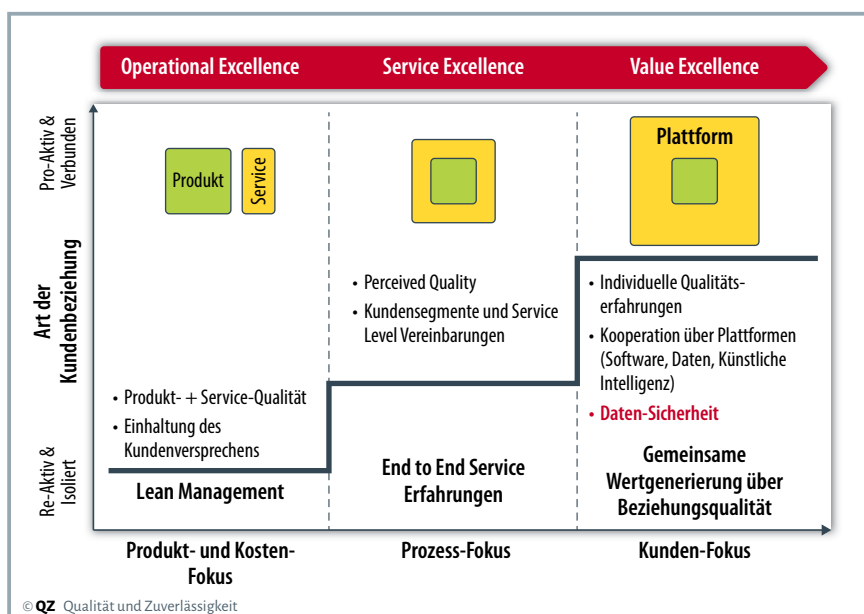 Operational Excellence
Service Excellence
Value Excellence
Pro-Aktiv &
Verbunden
Art der
Kundenbeziehung
Re-Aktiv &
Isoliert
Produkt
Service
• Produkt- + Service-Qualität
• Einhaltung des
Kundenversprechens
Lean Management
• Perceived Quality
• Kundensegmente und Service
Level Vereinbarungen
End to End Service
Erfahrungen
Plattform
• Individuelle Qualitäts-
erfahrungen
• Kooperation über Plattformen
(Software, Daten, Künstliche
Intelligenz)
• Daten-Sicherheit
Gemeinsame
Wertgenerierung über
Beziehungsqualität
Produkt- und Kosten-
Fokus
Prozess-Fokus
Kunden-Fokus
© QZ Qualität und Zuverlässigkeit